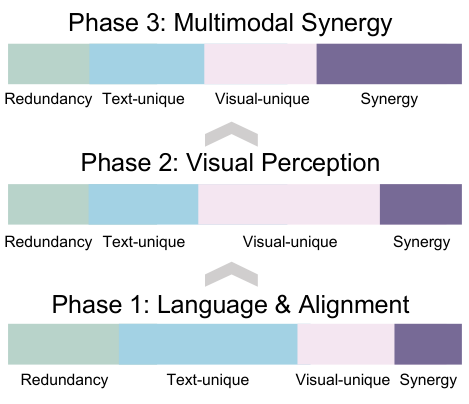 Phase 3: Multimodal Synergy
Redundancy Text-unique Visual-unique Synergy
Phase 2: Visual Perception
Redundancy Text-unique Visual-unique Synergy
Phase 1: Language & Alignment
Redundancy Text-unique Visual-unique Synergy